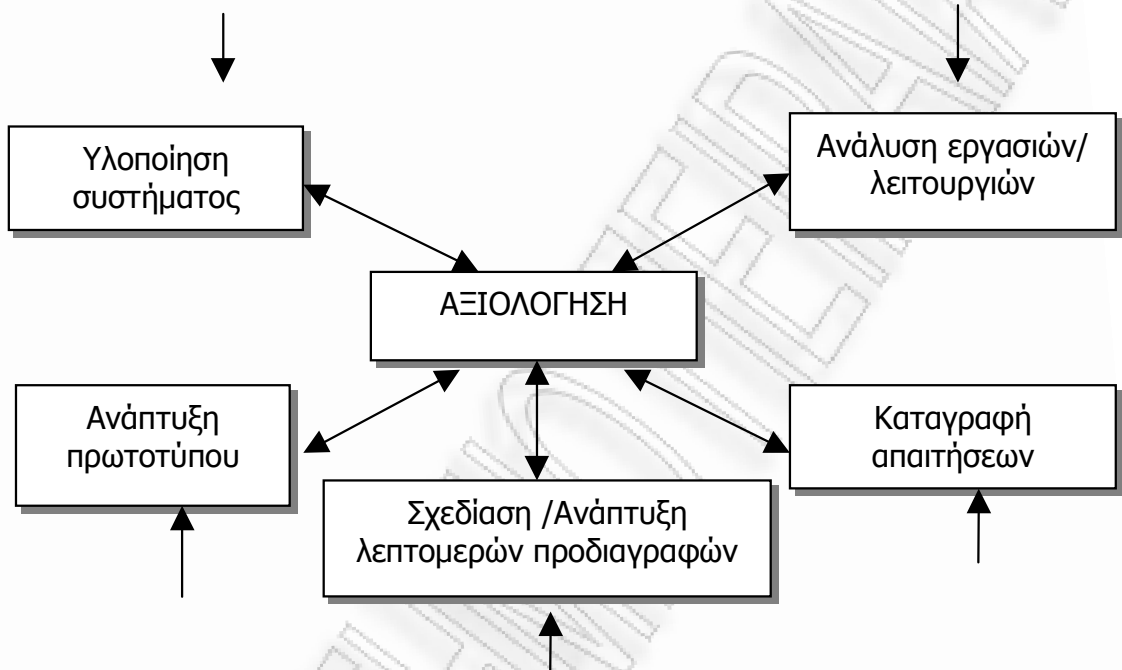 Υλοποίηση
συστήματος
Ανάλυση εργασιών/
λειτουργιών
ΑΞΙΟΛΟΓΗΣΗ
Ανάπτυξη
πρωτοτύπου
Καταγραφή
απαιτήσεων
Σχεδίαση /Ανάπτυξη
λεπτομερών προδιαγραφών